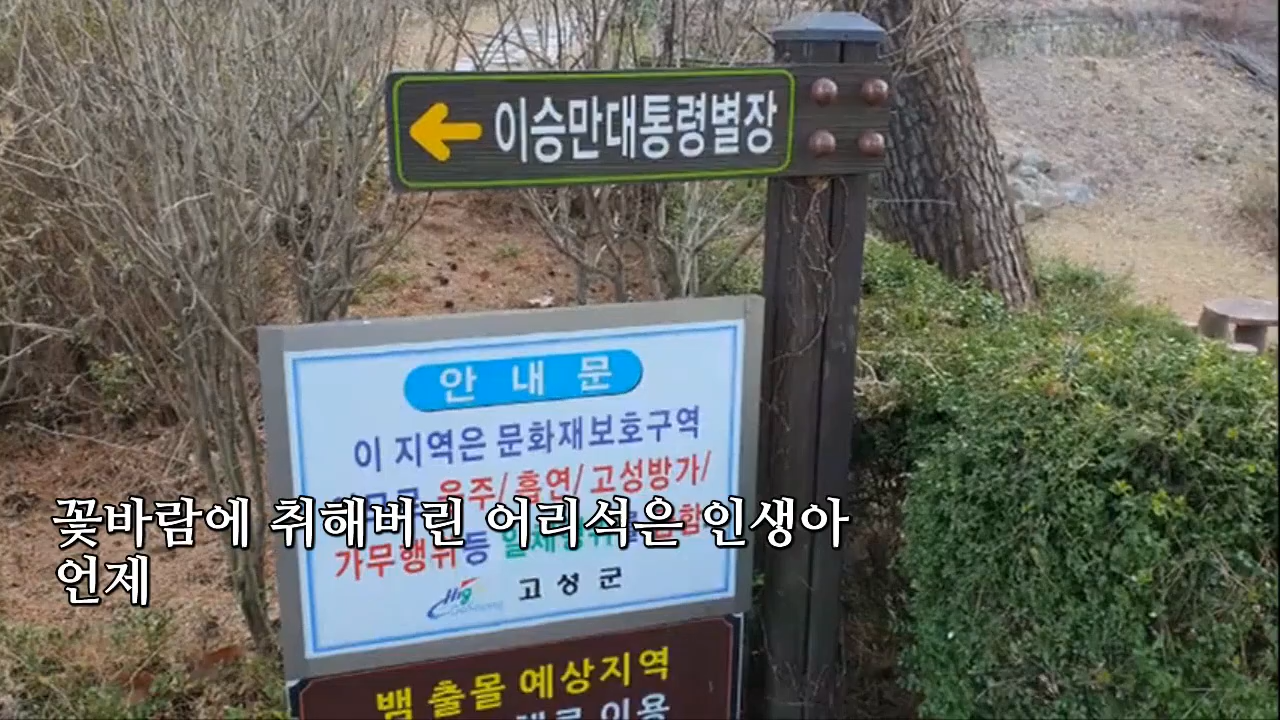 이승만대통령별장
안 내 문
이 지역은 문화재보호구역
음주/흡연/고성방가/
가무행위등
고성군
꽃바람에 취해버린 어리석은 인생아
언제
뱀 출몰 예상지역
이용